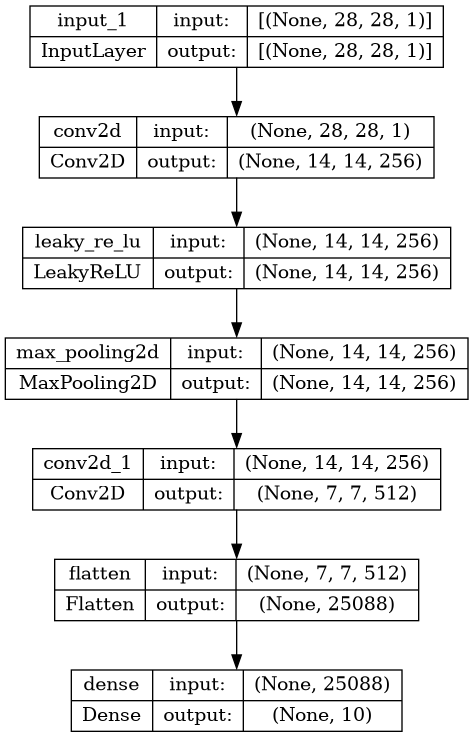 input_1 input: [(None, 28, 28, 1)]
InputLayer output: [(None, 28, 28, 1)]
conv2d input: (None, 28, 28, 1)
Conv2D output: (None, 14, 14, 256)
leaky_re_lu input: (None, 14, 14, 256)
LeakyReLU output: (None, 14, 14, 256)
max_pooling2d input: (None, 14, 14, 256)
MaxPooling2D output: (None, 14, 14, 256)
conv2d_1 input: (None, 14, 14, 256)
Conv2D output: (None, 7, 7, 512)
flatten input: (None, 7, 7, 512)
Flatten output: (None, 25088)
dense input: (None, 25088)
Dense output: (None, 10)